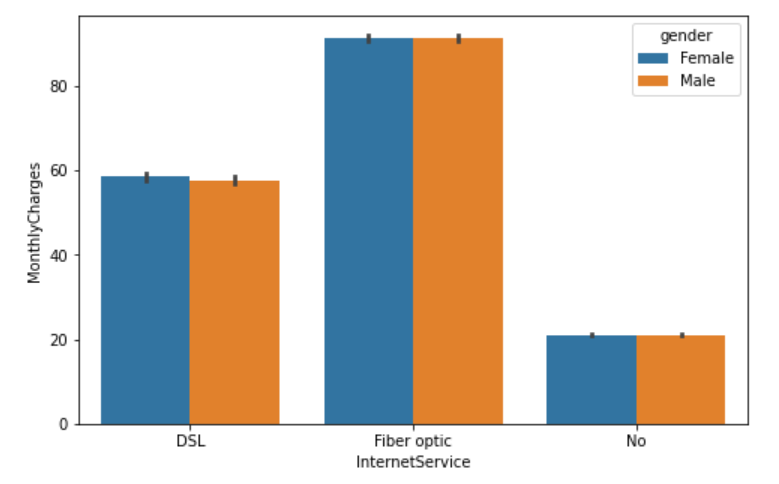 gender
Female
Male
MonthlyCharges
80
60
40
20
0
DSL Fiber optic No
InternetService